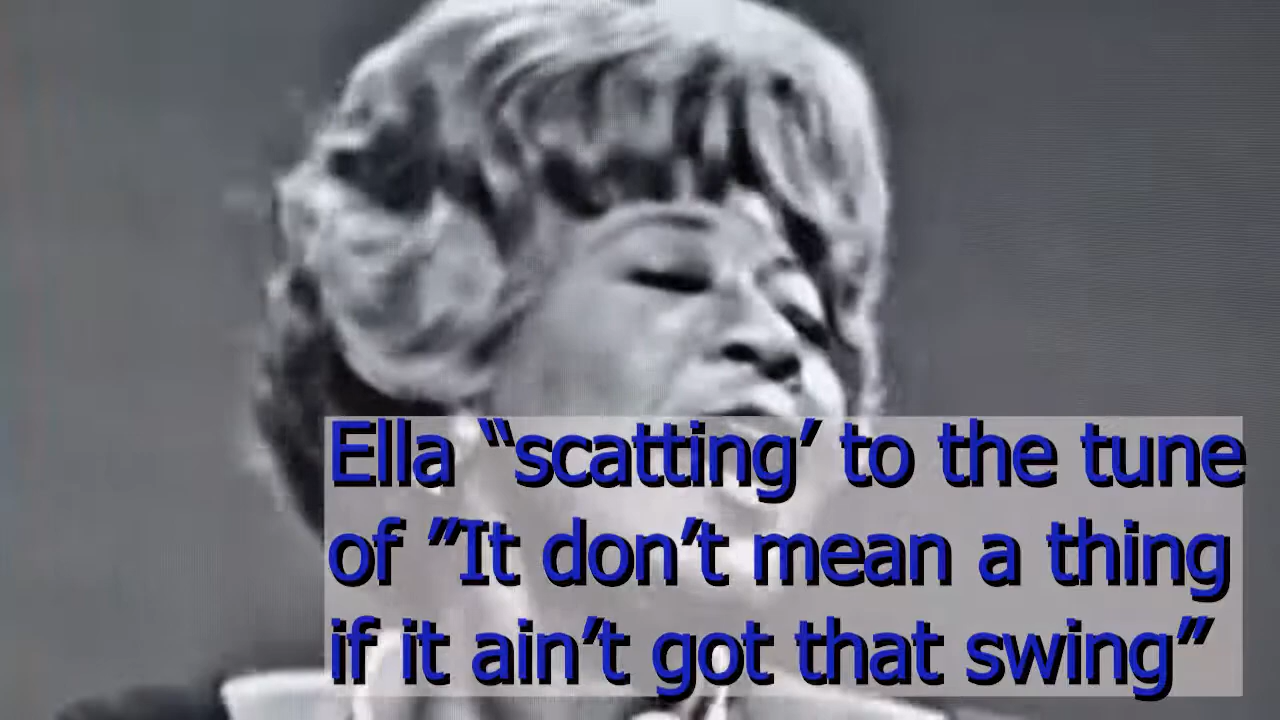 Ella “scatting’ to the tune
of ”It don’t mean a thing
if it ain’t got that swing”